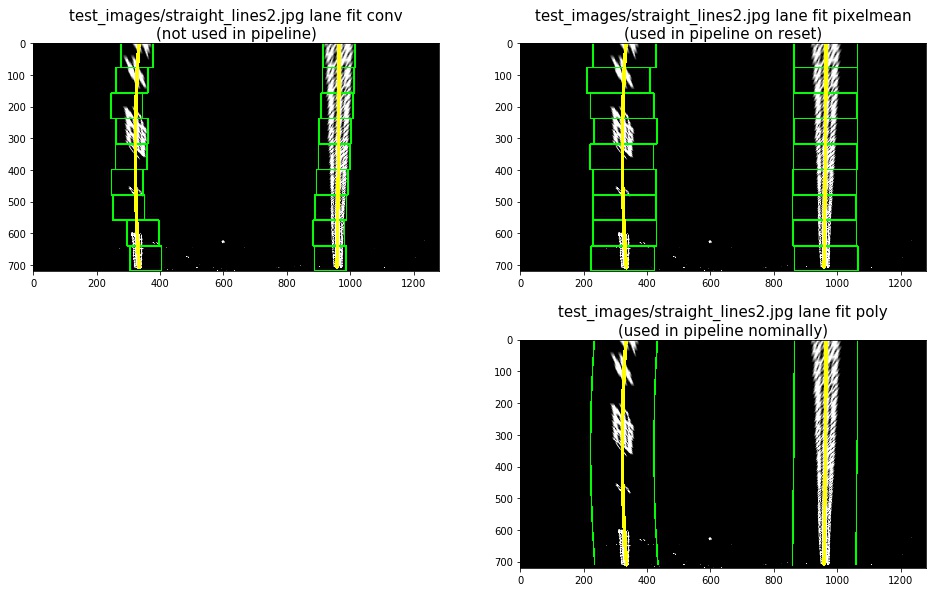 test_images/straight_lines2.jpg lane fit conv
(not used in pipeline)
0
100
200
300
400
500
600
700
0 200 400 600 800 1000 1200
test_images/straight_lines2.jpg lane fit pixelmean
(used in pipeline on reset)
0
100
200
300
400
500
600
700
0 200 400 600 800 1000 1200
test_images/straight_lines2.jpg lane fit poly
(used in pipeline nominally)
0
100
200
300
400
500
600
700
0 200 400 600 800 1000 1200